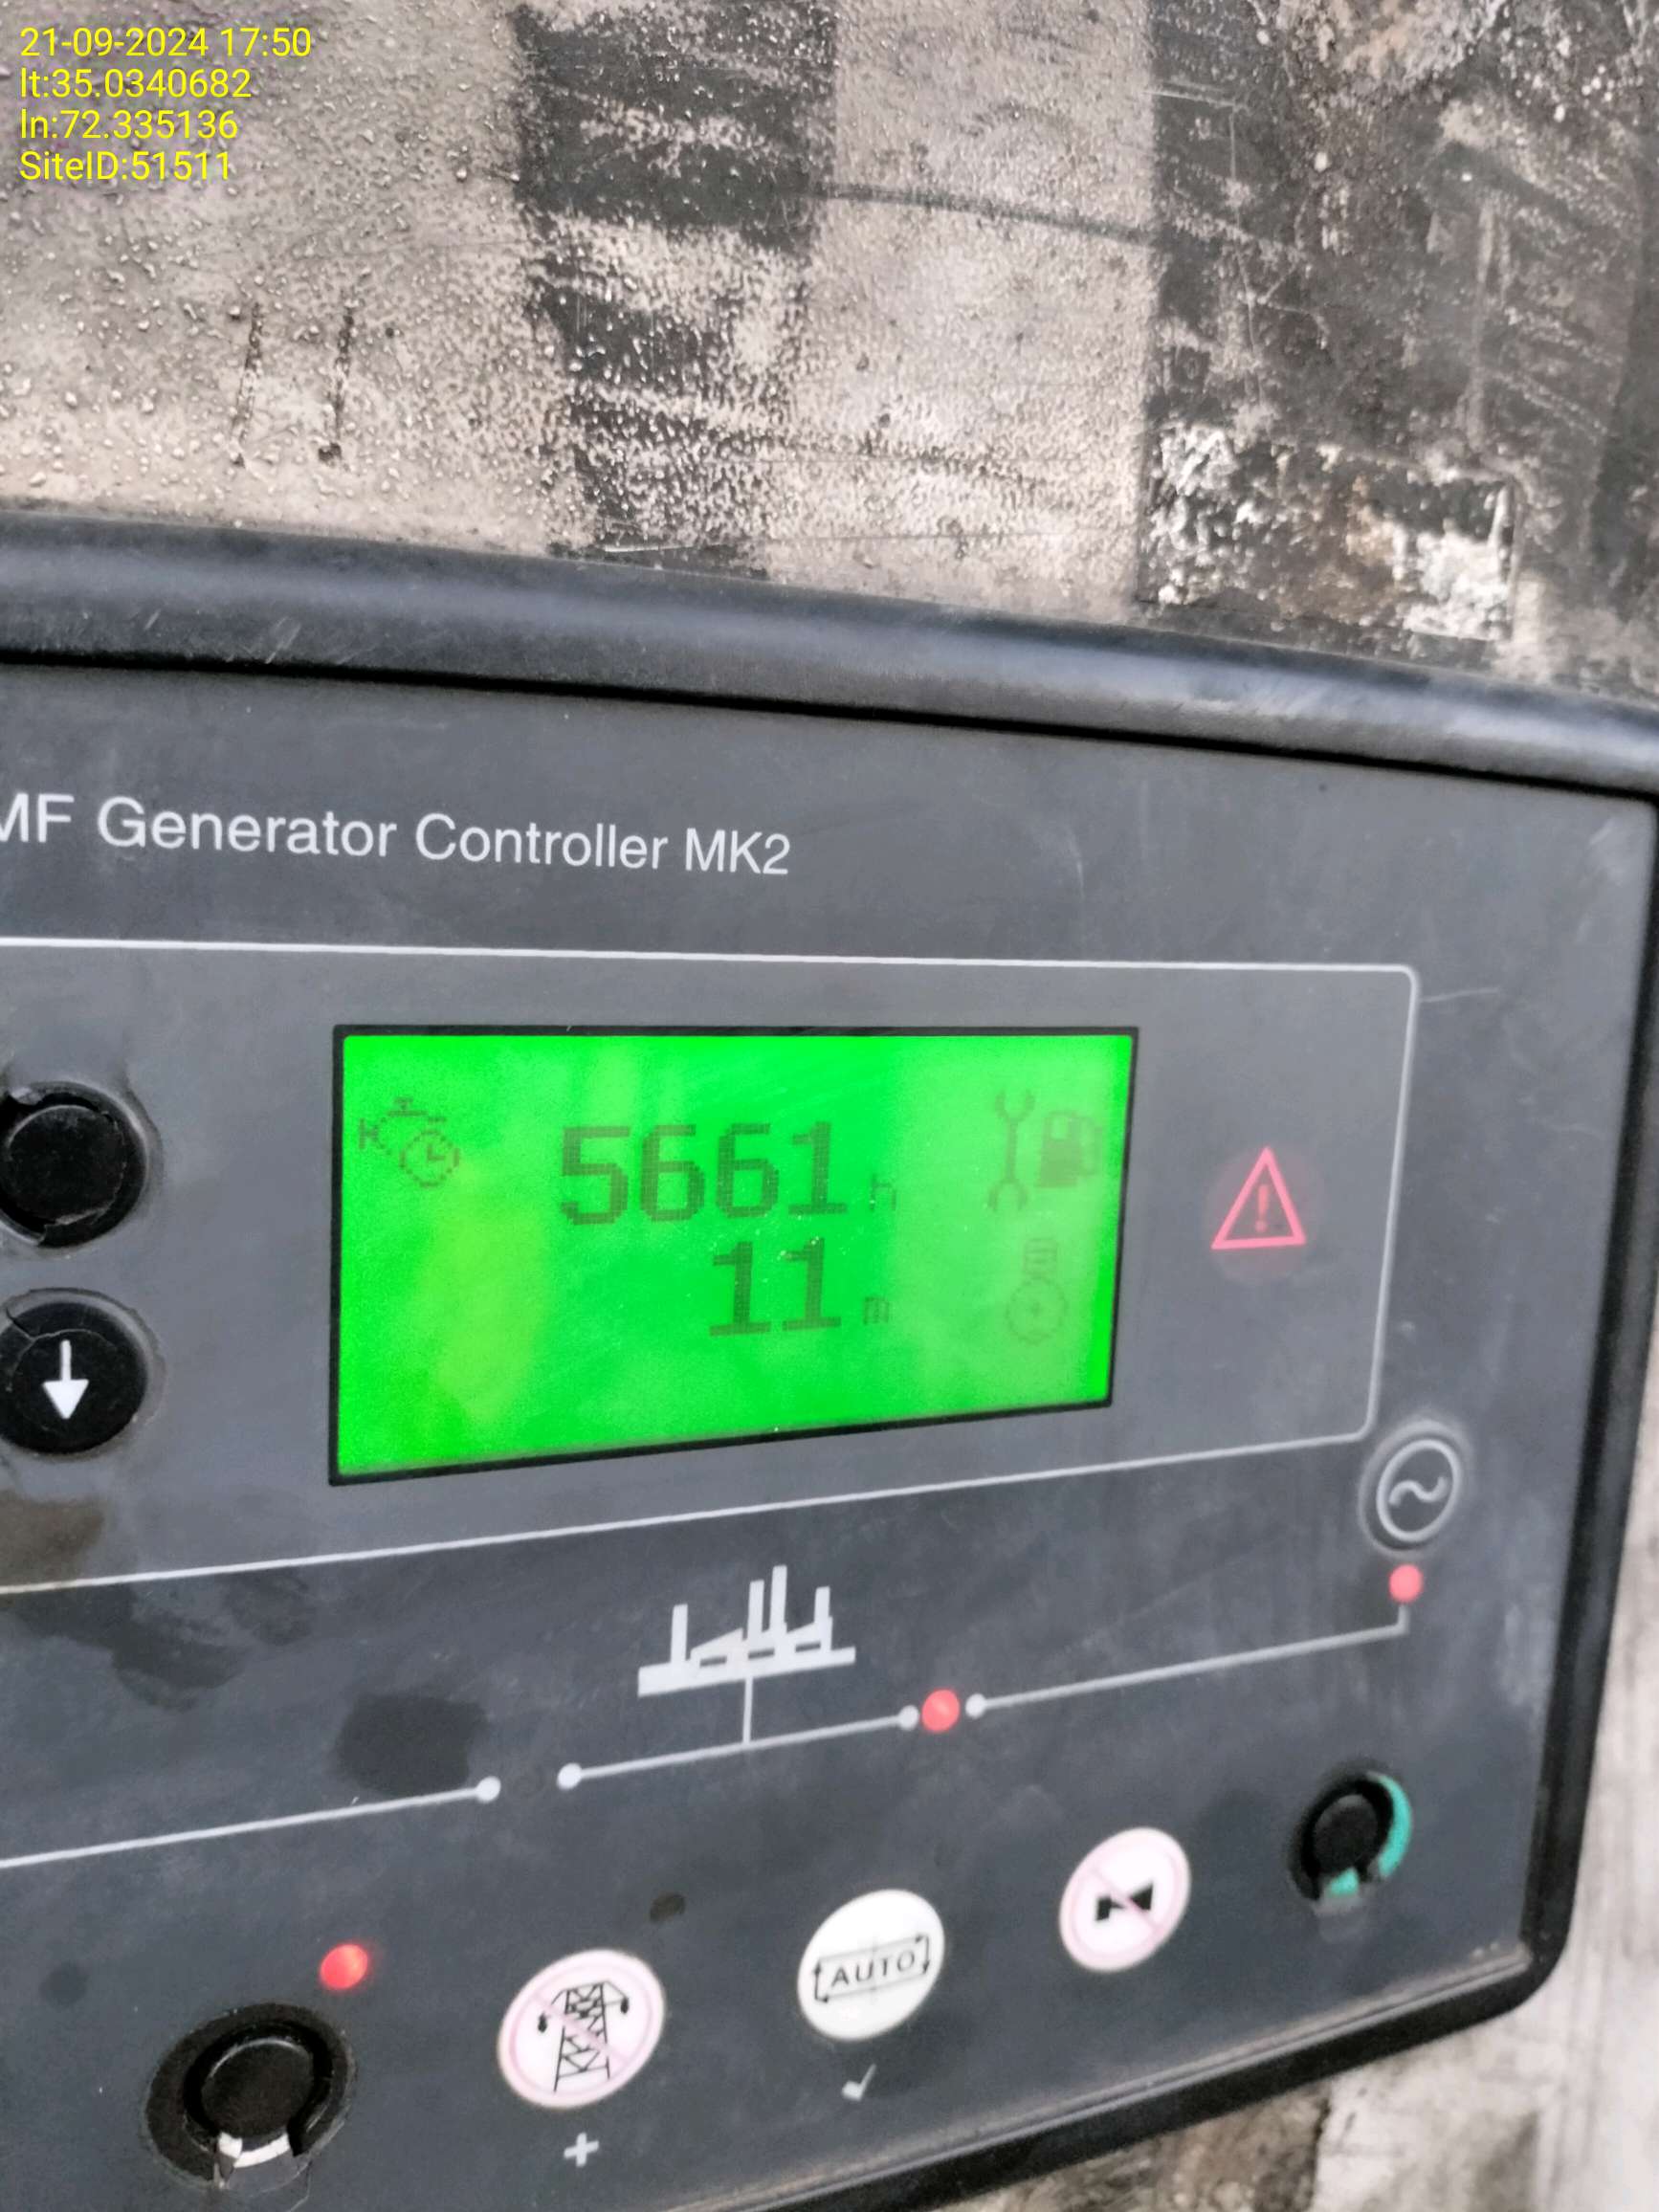 21-09-2024 17:50
lt:35.0340682
ln:72.335136
SiteID:51511
MF Generator Controller MK2
5661 h
11 m
AUTO